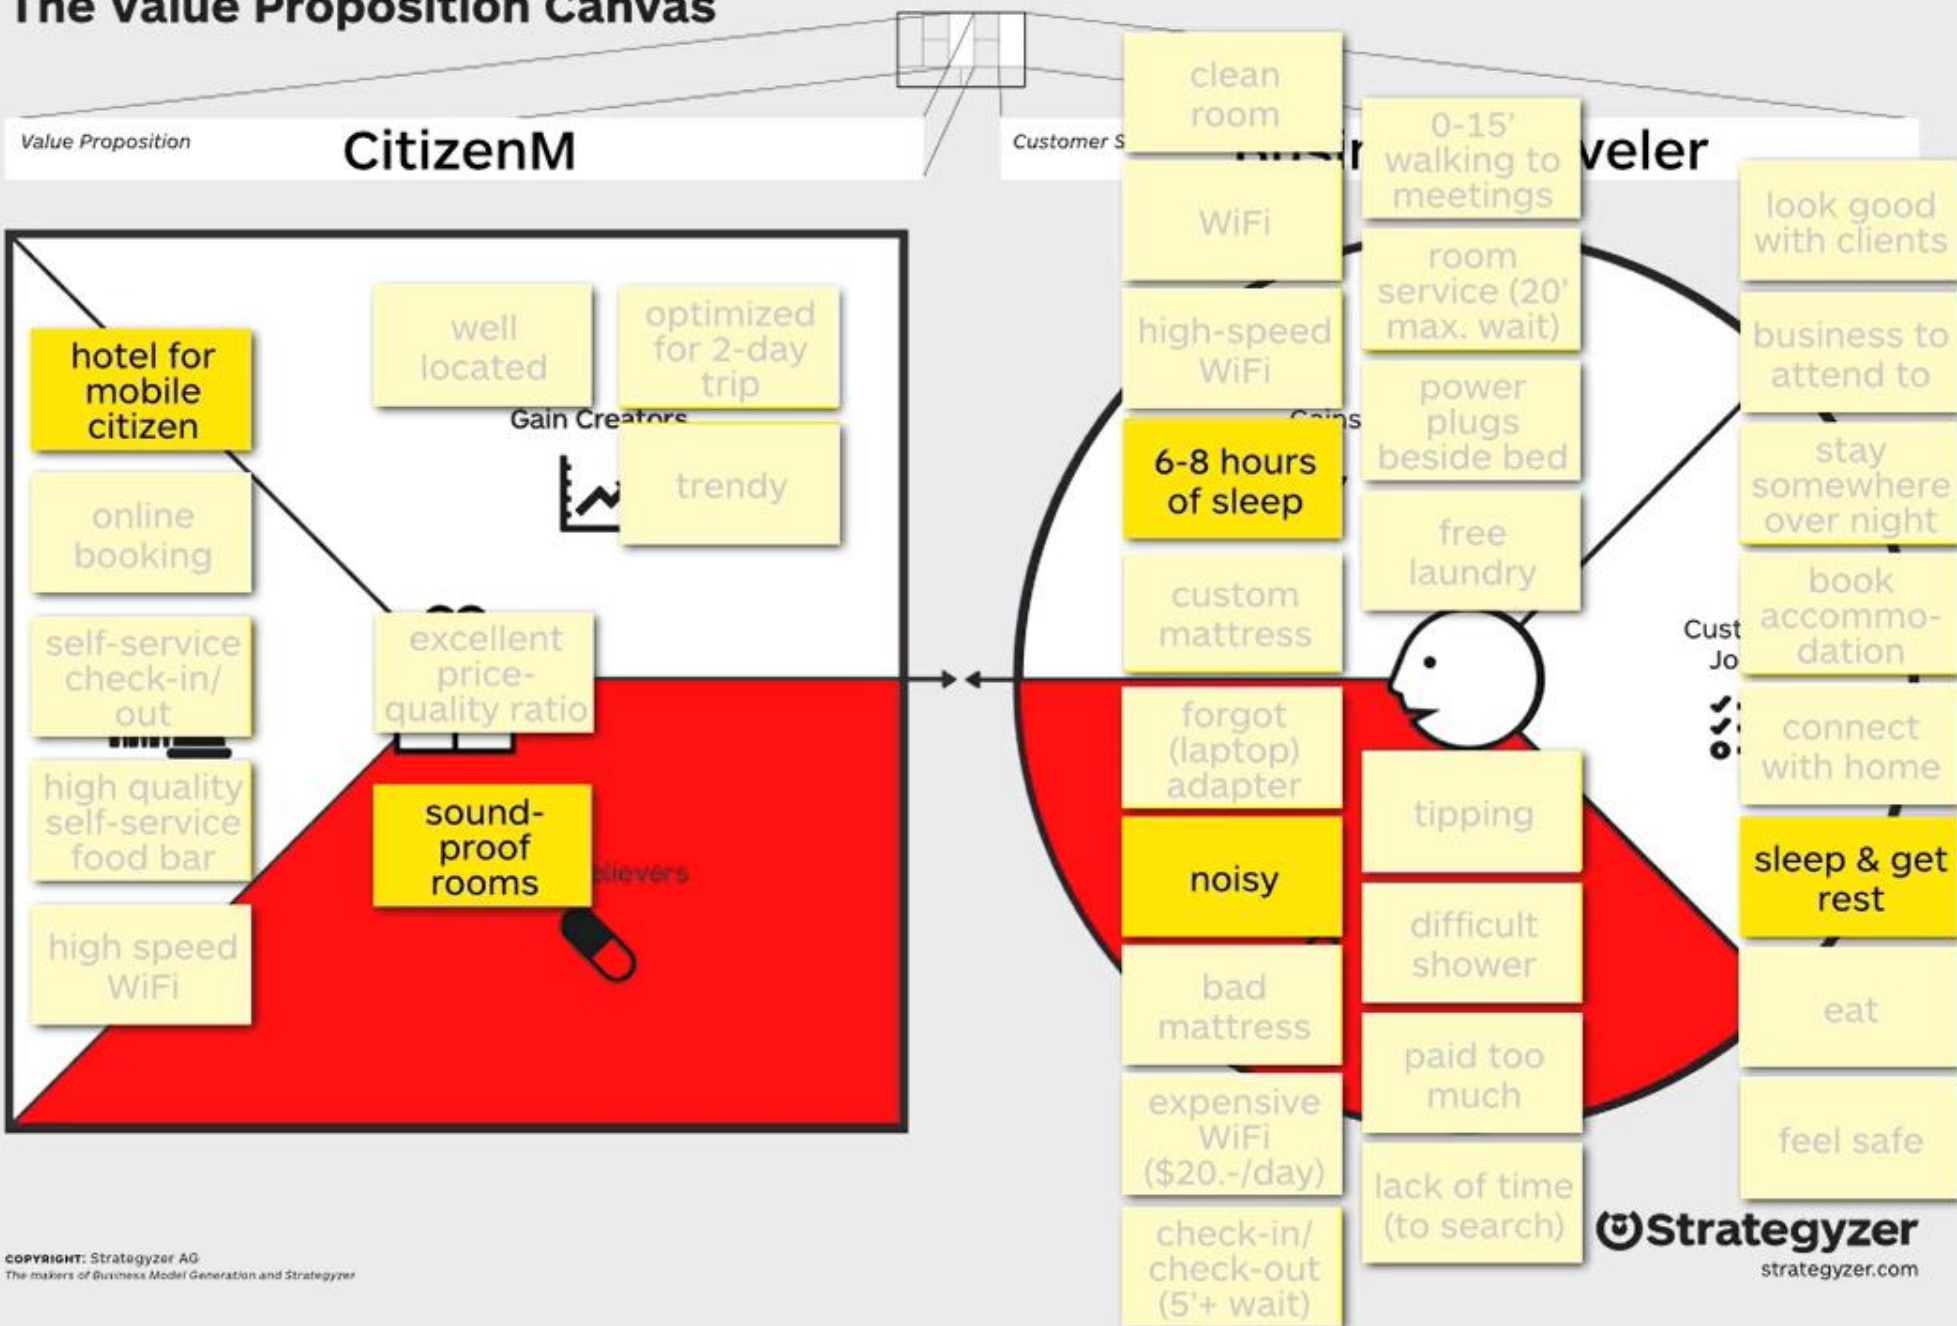 The Value Proposition Canvas
Value Proposition
CitizenM
Customer S
veler
hotel for
mobile
citizen
online
booking
self-service
check-in/
out
high quality
self-service
food bar
high speed
WiFi
well
located
optimized
for 2-day
trip
Gain Creators
trendy
excellent
price-
quality ratio
sound-
proof
rooms
elievers
clean
room
WiFi
high-speed
WiFi
Gains
6-8 hours
of sleep
custom
mattress
0-15'
walking to
meetings
room
service (20'
max. wait)
power
plugs
beside bed
free
laundry
forgot
(laptop)
adapter
noisy
bad
mattress
expensive
WiFi
($20.-/day)
check-in/
check-out
(5'+ wait)
tipping
difficult
shower
paid too
much
lack of time
(to search)
Cust
Jo
look good
with clients
business to
attend to
stay
somewhere
over night
book
accommo-
dation
connect
with home
sleep & get
rest
eat
feel safe
COPYRIGHT: Strategyzer AG
The makers of Business Model Generation and Strategyzer
Strategyzer
strategyzer.com